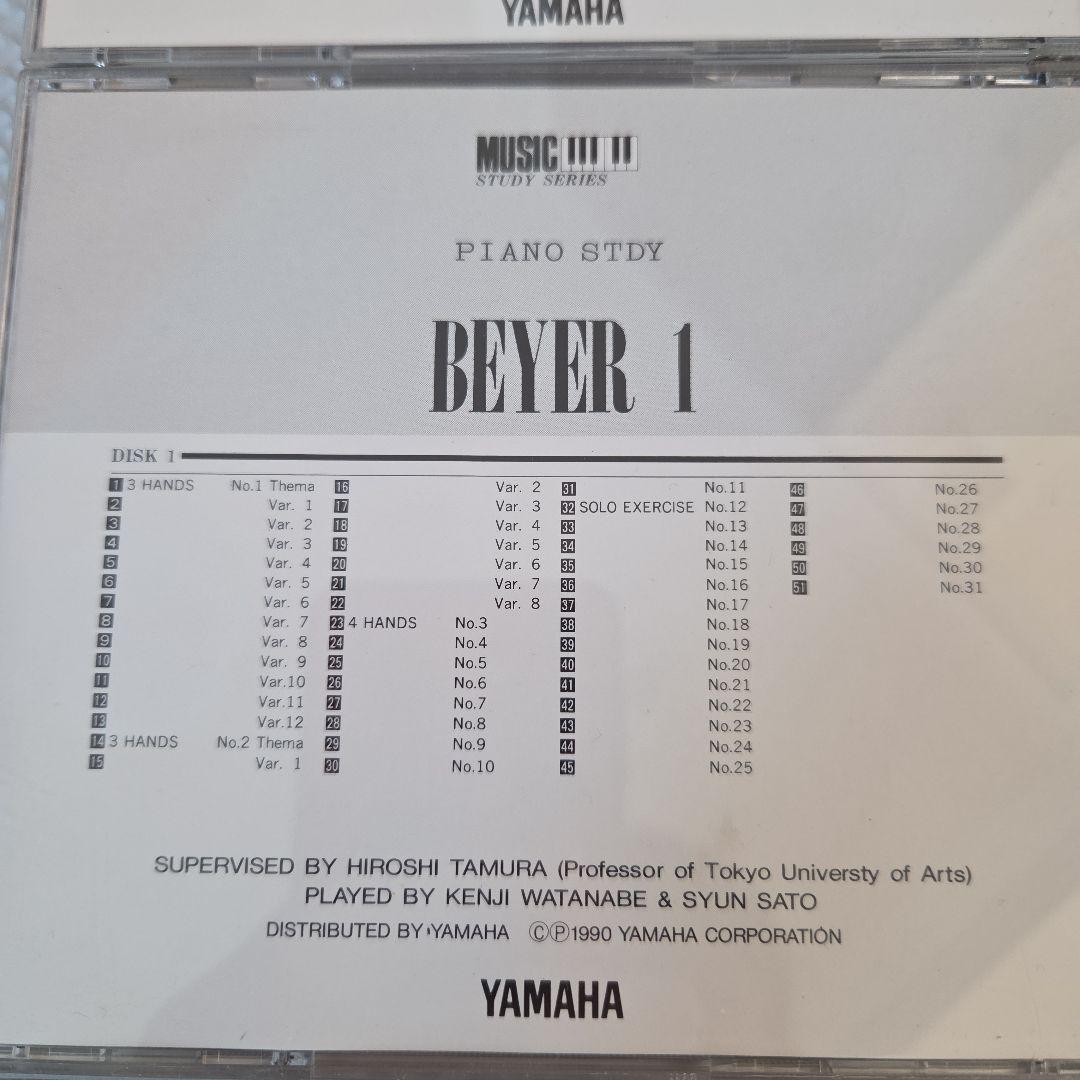 YAMAHA
MUSIC
STUDY SERIES
PIANO STDY
BEYER 1
DISK 1
1 3 HANDS No.1 Thema
2 Var. 1
3 Var. 2
4 Var. 3
5 Var. 4
6 Var. 5
7 Var. 6
8 Var. 7
9 Var. 8
10 Var. 9
11 Var.10
12 Var.11
13 Var.12
14 3 HANDS No.2 Thema
15 Var. 1
16 Var. 2
17 Var. 3
18 Var. 4
19 Var. 5
20 Var. 6
21 Var. 7
22 Var. 8
23 4 HANDS No.3
24 No.4
25 No.5
26 No.6
27 No.7
28 No.8
29 No.9
30 No.10
31 No.11
32 SOLO EXERCISE No.12
33 No.13
34 No.14
35 No.15
36 No.16
37 No.17
38 No.18
39 No.19
40 No.20
41 No.21
42 No.22
43 No.23
44 No.24
45 No.25
46 No.26
47 No.27
48 No.28
49 No.29
50 No.30
51 No.31
SUPERVISED BY HIROSHI TAMURA (Professor of Tokyo Universty of Arts)
PLAYED BY KENJI WATANABE & SYUN SATO
DISTRIBUTED BY YAMAHA ©℗1990 YAMAHA CORPORATION
YAMAHA